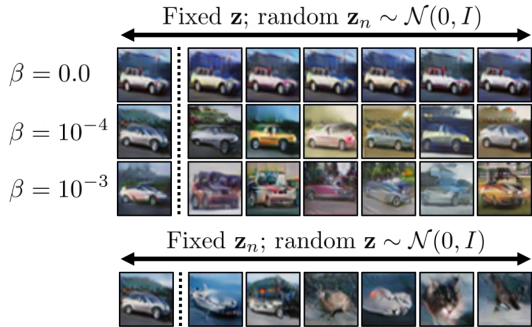 Fixed z; random zₙ ∼ 𝒩(0, I)
β = 0.0
β = 10⁻⁴
β = 10⁻³
Fixed zₙ; random z ∼ 𝒩(0, I)